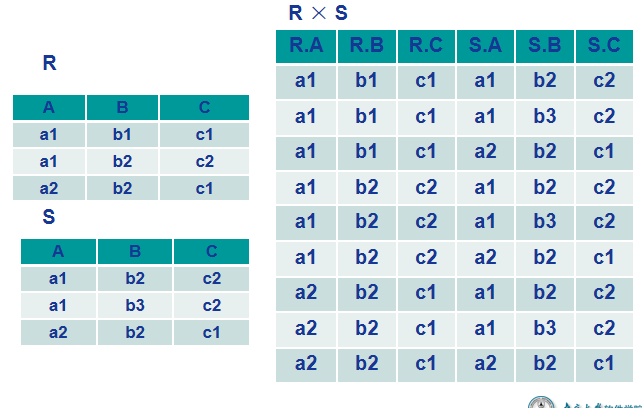 R
A B C
a1 b1 c1
a1 b2 c2
a2 b2 c1
S
A B C
a1 b2 c2
a1 b3 c2
a2 b2 c1
R × S
R.A R.B R.C S.A S.B S.C
a1 b1 c1 a1 b2 c2
a1 b1 c1 a1 b3 c2
a1 b1 c1 a2 b2 c1
a1 b2 c2 a1 b2 c2
a1 b2 c2 a1 b3 c2
a1 b2 c2 a2 b2 c1
a2 b2 c1 a1 b2 c2
a2 b2 c1 a1 b3 c2
a2 b2 c1 a2 b2 c1